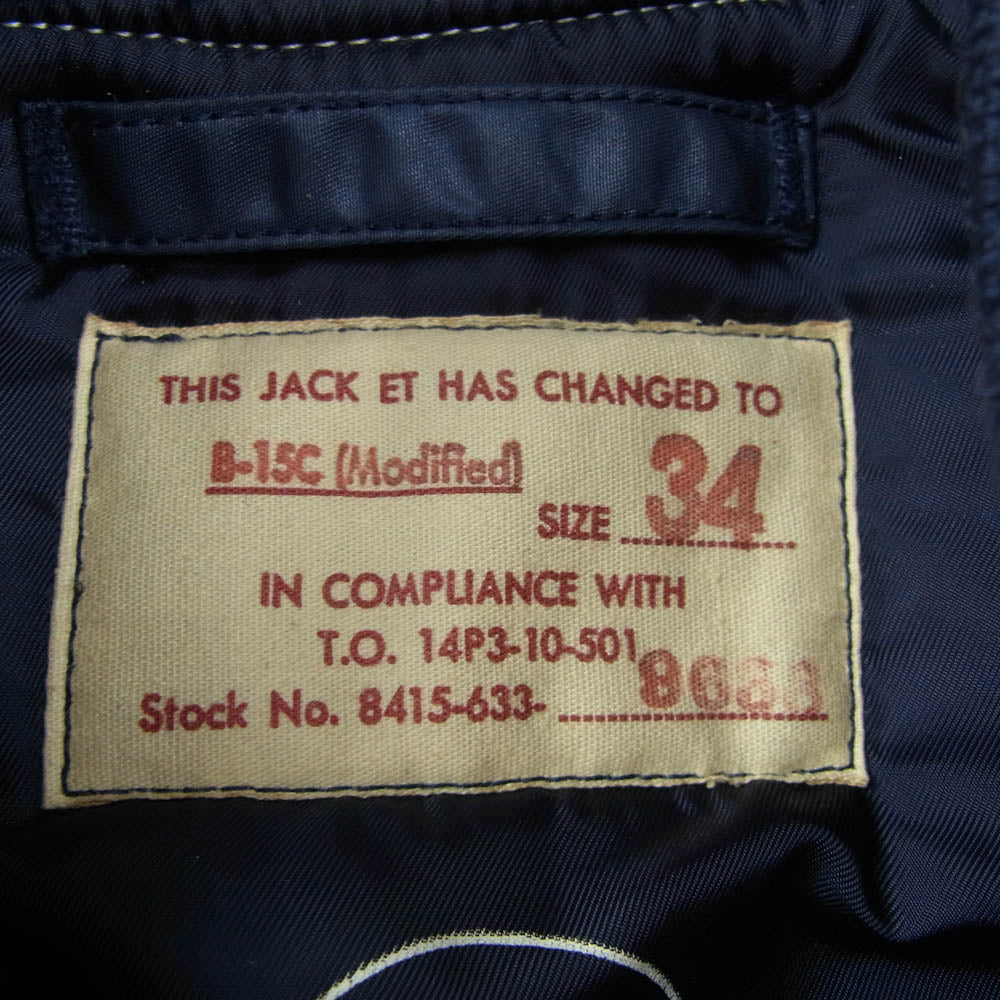 THIS JACK ET HAS CHANGED TO
B-15C (Modified)
SIZE 34
IN COMPLIANCE WITH
T.O. 14P3-10-501
Stock No. 8415-633-